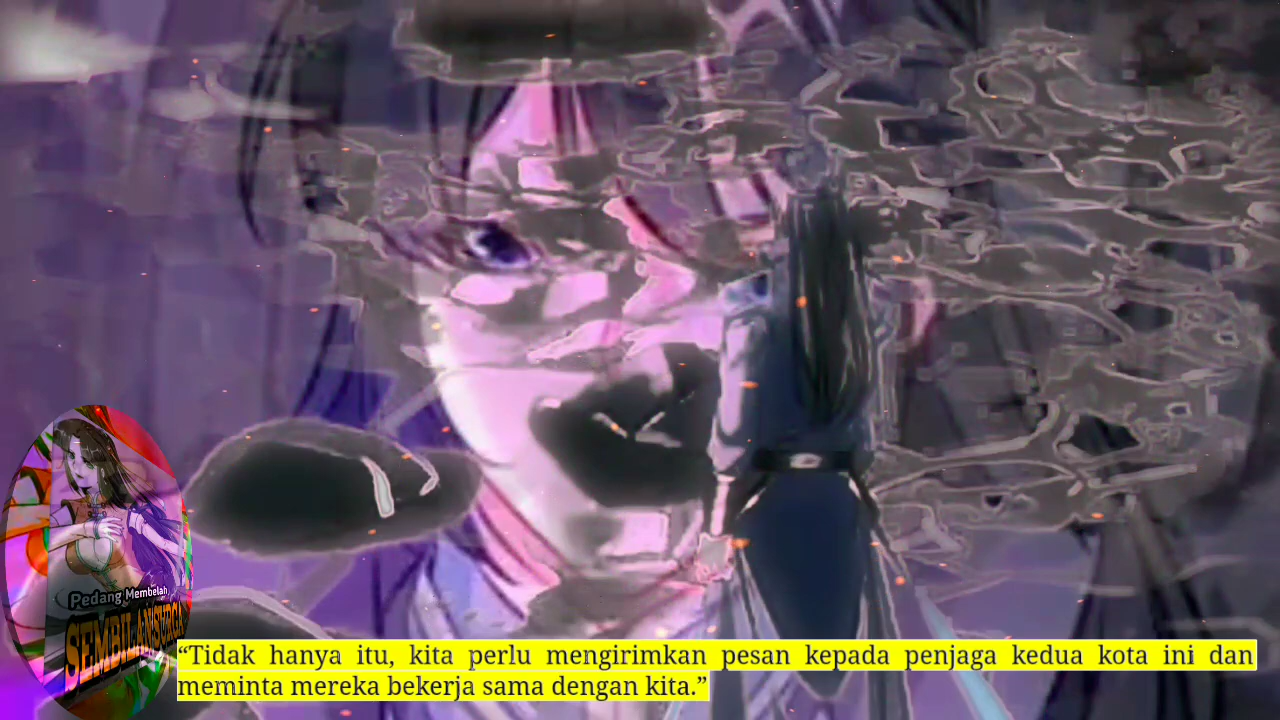 Pedang Membelah
SEMBILAN SURGA
“Tidak hanya itu, kita perlu mengirimkan pesan kepada penjaga kedua kota ini dan
meminta mereka bekerja sama dengan kita.”